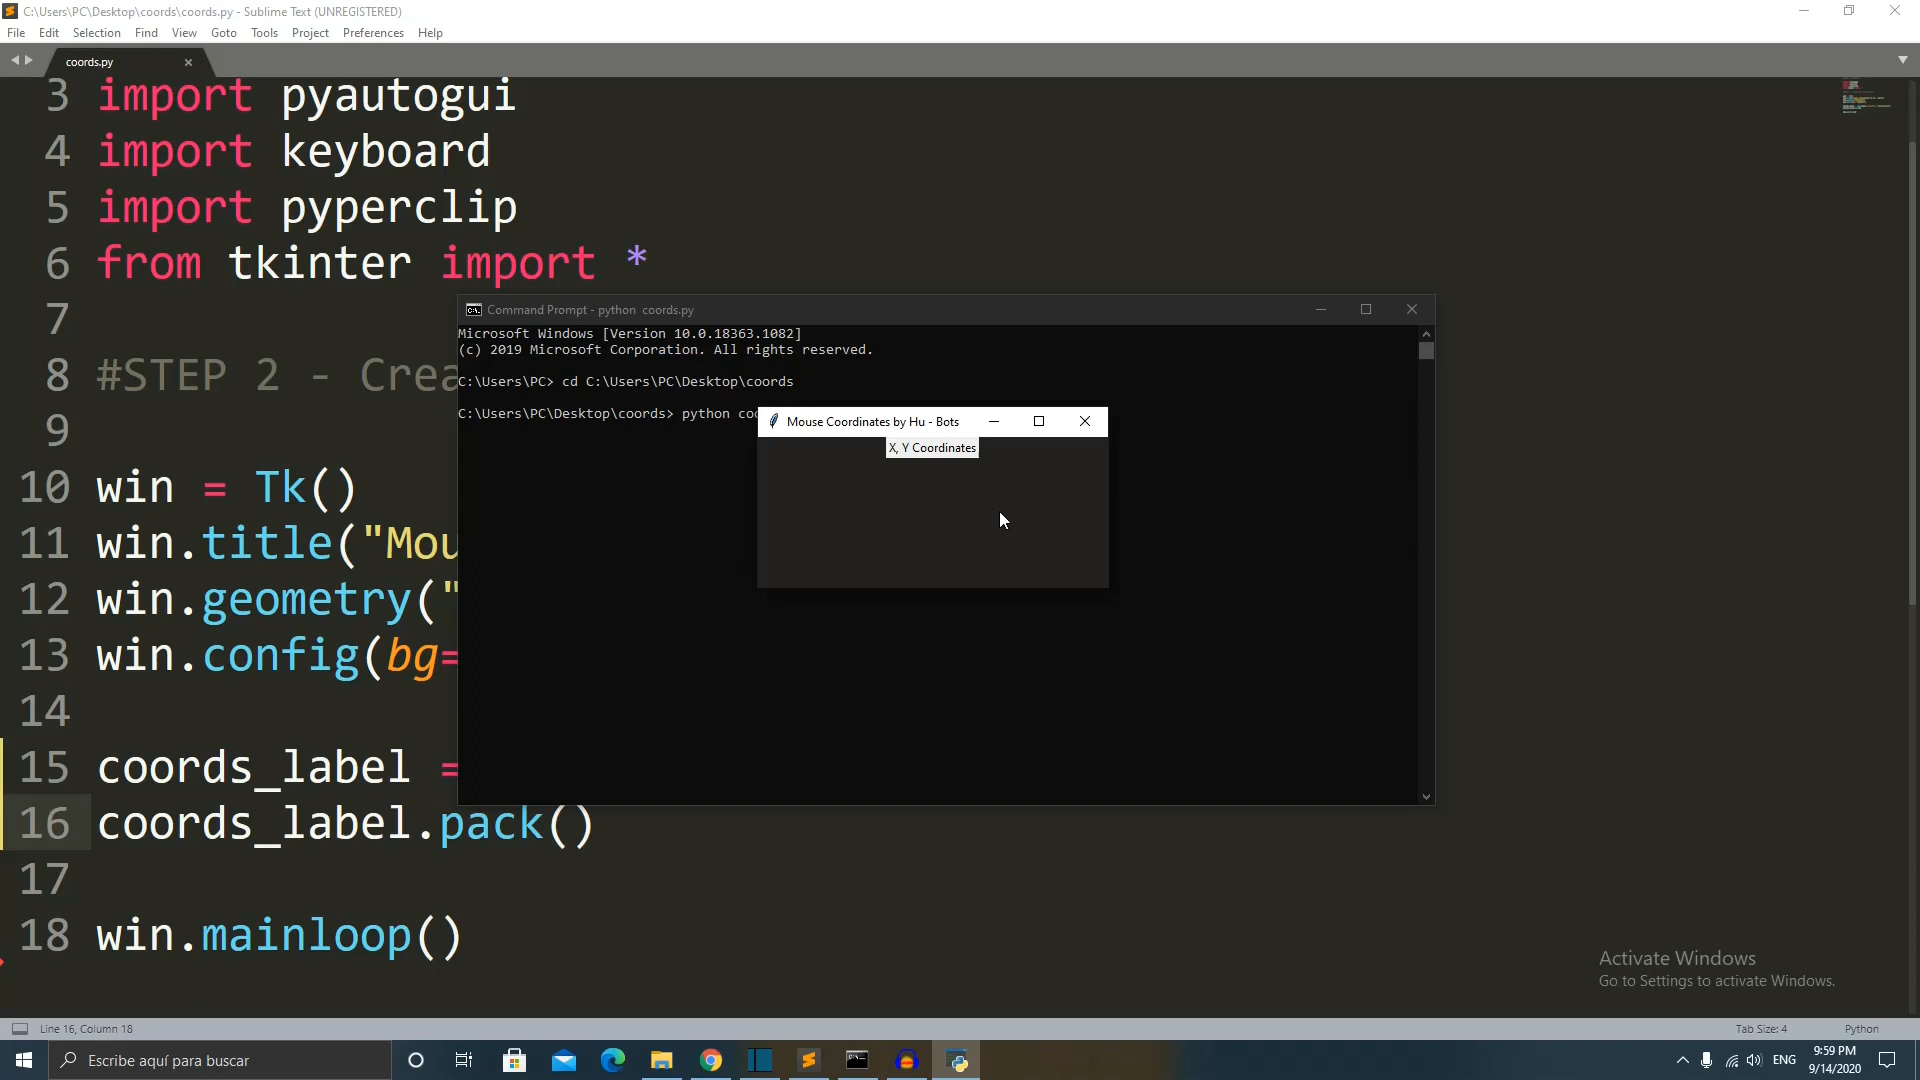 C:\Users\PC\Desktop\coords\coords.py - Sublime Text (UNREGISTERED)
File Edit Selection Find View Goto Tools Project Preferences Help
coords.py
3 import pyautogui
4 import keyboard
5 import pyperclip
6 from tkinter import *
7
8 #STEP 2 - Crea
9
10 win = Tk()
11 win.title("Mou
12 win.geometry("
13 win.config(bg=
14
15 coords_label =
16 coords_label.pack()
17
18 win.mainloop()
Command Prompt - python  coords.py
Microsoft Windows [Version 10.0.18363.1082]
(c) 2019 Microsoft Corporation. All rights reserved.
C:\Users\PC> cd C:\Users\PC\Desktop\coords
C:\Users\PC\Desktop\coords> python coo
Mouse Coordinates by Hu - Bots
X, Y Coordinates
Activate Windows
Go to Settings to activate Windows.
Line 16, Column 18
Tab Size: 4
Python
Escribe aquí para buscar
ENG
9:59 PM
9/14/2020